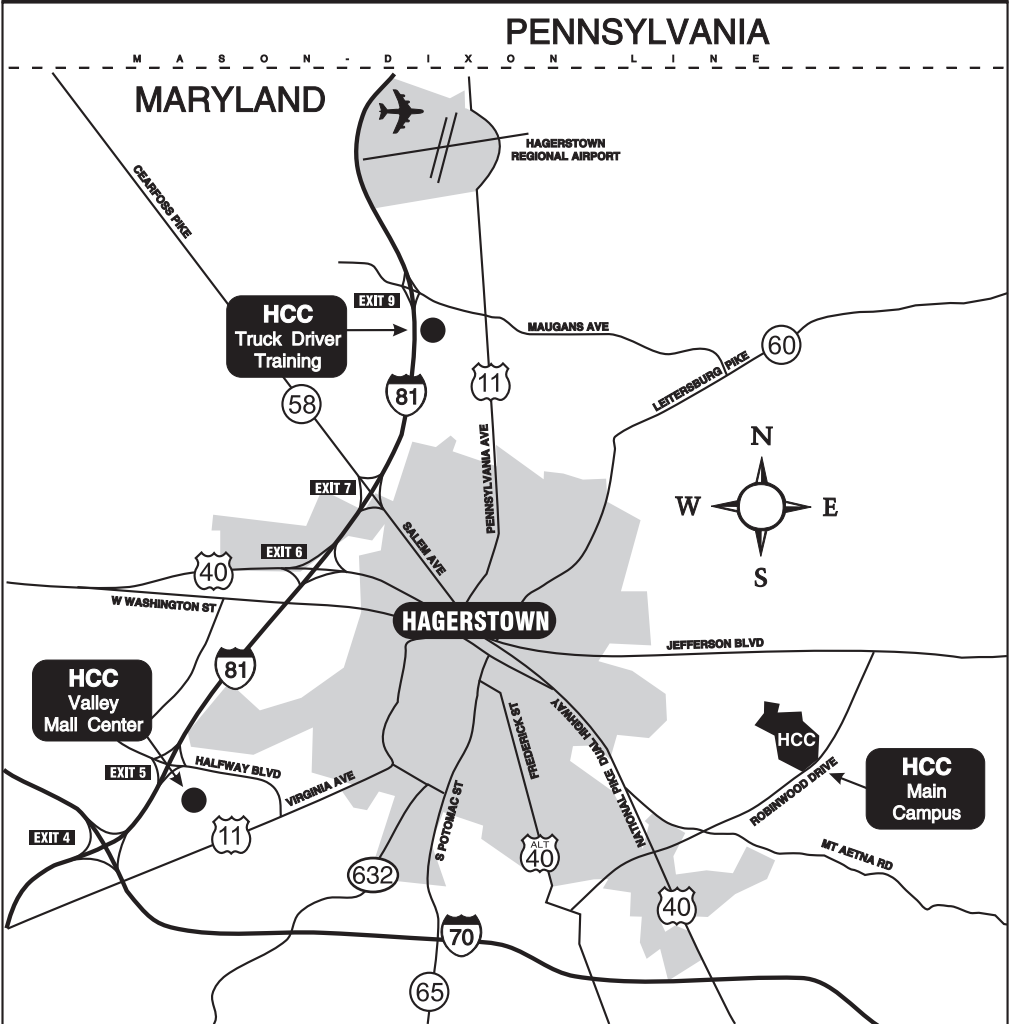 PENNSYLVANIA
MASON-DIXON LINE
MARYLAND
HAGERSTOWN
REGIONAL AIRPORT
CEARFOSS PIKE
EXIT 9
HCC
Truck Driver
Training
MAUGANS AVE
60
LEITERSBURG PIKE
11
81
58
PENNSYLVANIA AVE
N
W
E
S
EXIT 7
SALEM AVE
EXIT 6
40
W WASHINGTON ST
HAGERSTOWN
JEFFERSON BLVD
81
HCC
Valley
Mall Center
EXIT 5
HALFWAY BLVD
VIRGINIA AVE
FREDERICK ST
NATIONAL PIKE DUAL HIGHWAY
HCC
ROBINWOOD DRIVE
HCC
Main
Campus
EXIT 4
11
S POTOMAC ST
632
ALT
40
MT AETNA RD
40
70
65